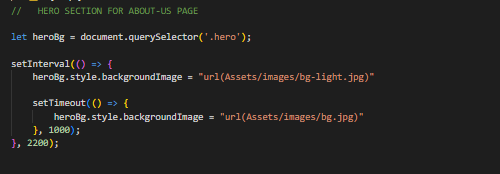 //   HERO SECTION FOR ABOUT-US PAGE
let heroBg = document.querySelector('.hero');
setInterval(() => {
    heroBg.style.backgroundImage = "url(Assets/images/bg-light.jpg)"
    setTimeout(() => {
        heroBg.style.backgroundImage = "url(Assets/images/bg.jpg)"
    }, 1000);
}, 2200);